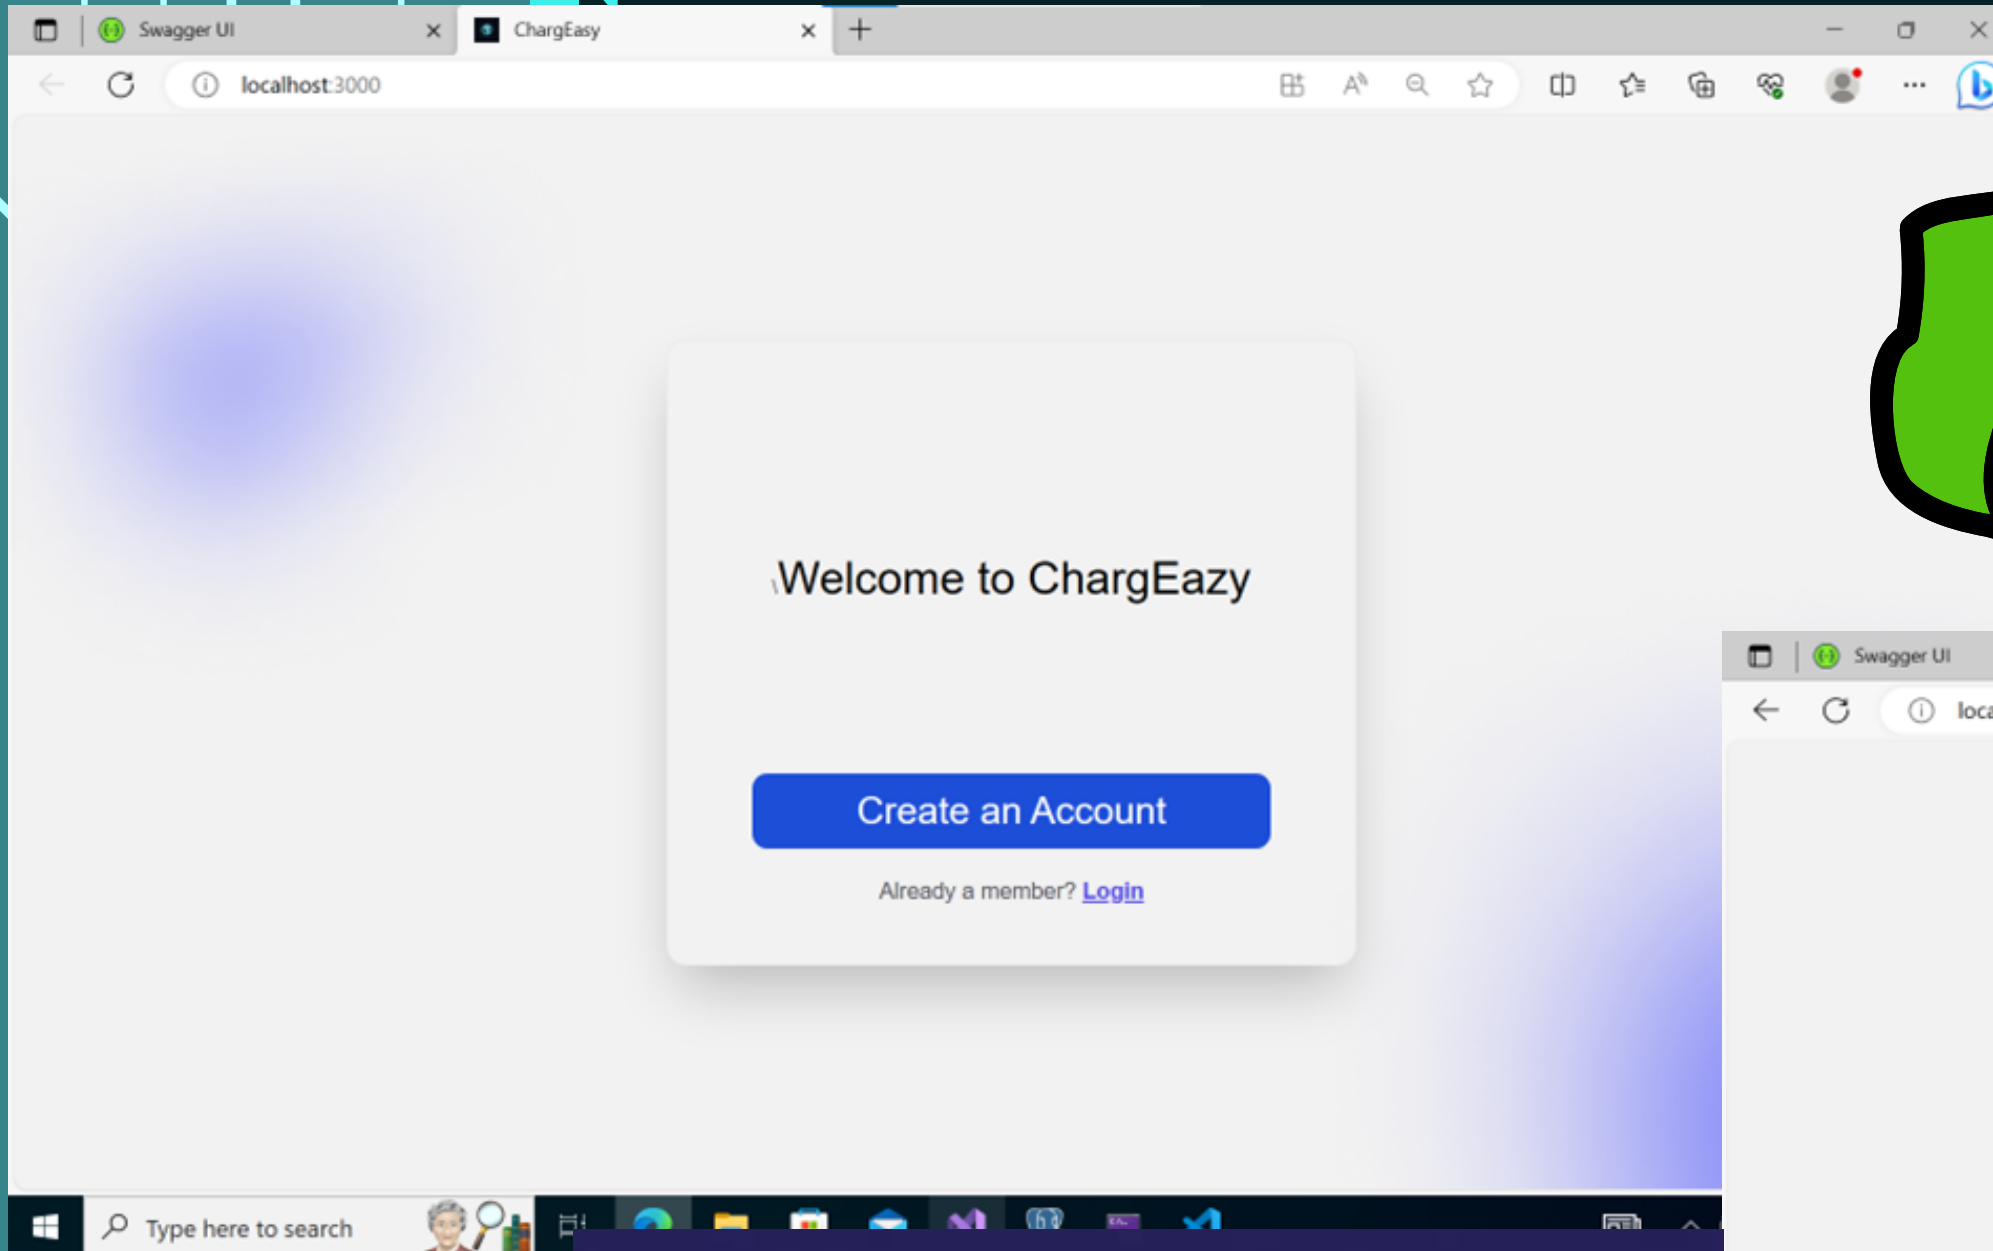 Swagger UI
ChargEasy
localhost:3000
Welcome to ChargEazy
Create an Account
Already a member? Login
Swagger UI
loca
Type here to search